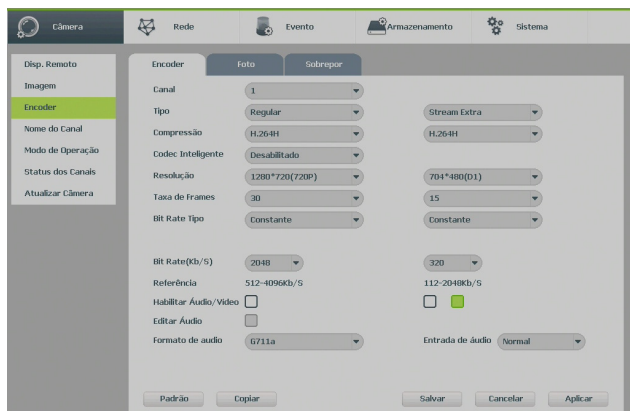 Câmera Rede Evento Armazenamento Sistema
Disp. Remoto
Imagem
Encoder
Nome do Canal
Modo de Operação
Status dos Canais
Atualizar Câmera
Encoder Foto Sobrepor
Canal 1
Tipo Regular Stream Extra
Compressão H.264H H.264H
Codec Inteligente Desabilitado
Resolução 1280*720(720P) 704*480(D1)
Taxa de Frames 30 15
Bit Rate Tipo Constante Constante
Bit Rate(Kb/S) 2048 320
Referência 512-4096Kb/S 112-2048Kb/S
Habilitar Áudio/Vídeo
Editar Áudio
Formato de audio G711a Entrada de áudio Normal
Padrão Copiar Salvar Cancelar Aplicar